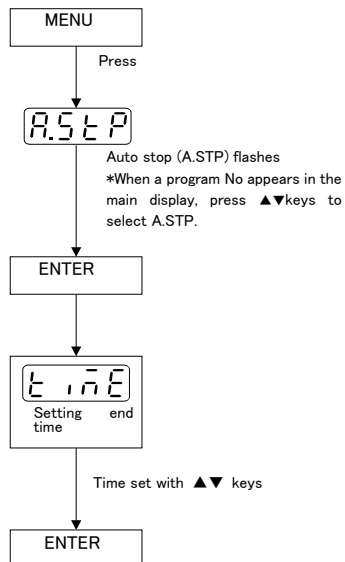 MENU
Press
A.StP
Auto stop (A.STP) flashes
*When a program No appears in the
main display, press ▲▼keys to
select A.STP.
ENTER
timE
Setting end
time
Time set with ▲▼ keys
ENTER